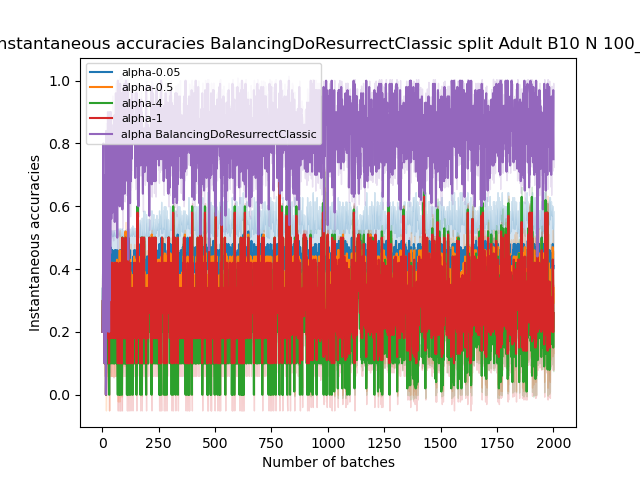 nstantaneous accuracies BalancingDoResurrectClassic split Adult B10 N 100_
alpha-0.05
alpha-0.5
alpha-4
alpha-1
alpha BalancingDoResurrectClassic
1.0
0.8
0.6
0.4
0.2
0.0
Instantaneous accuracies
0 250 500 750 1000 1250 1500 1750 2000
Number of batches